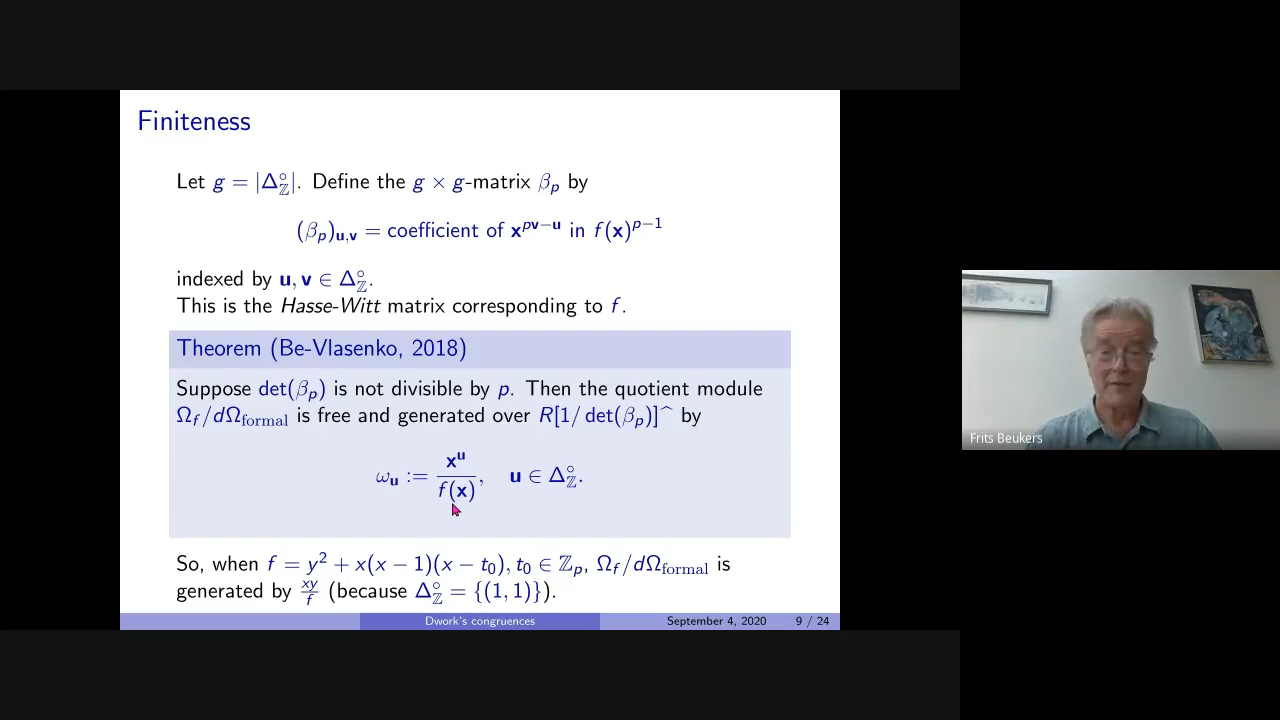 Finiteness
Let g = |Δ°_ℤ|. Define the g × g-matrix β_p by
(β_p)_{u,v} = coefficient of x^{pv−u} in f(x)^{p−1}
indexed by u, v ∈ Δ°_ℤ.
This is the Hasse-Witt matrix corresponding to f.
Theorem (Be-Vlasenko, 2018)
Suppose det(β_p) is not divisible by p. Then the quotient module
Ω_f/dΩ_formal is free and generated over R[1/ det(β_p)]^ by
ω_u := x^u / f(x), u ∈ Δ°_ℤ.
So, when f = y² + x(x − 1)(x − t₀), t₀ ∈ ℤ_p, Ω_f/dΩ_formal is
generated by xy/f (because Δ°_ℤ = {(1, 1)}).
Dwork's congruences September 4, 2020 9 / 24
Frits Beukers